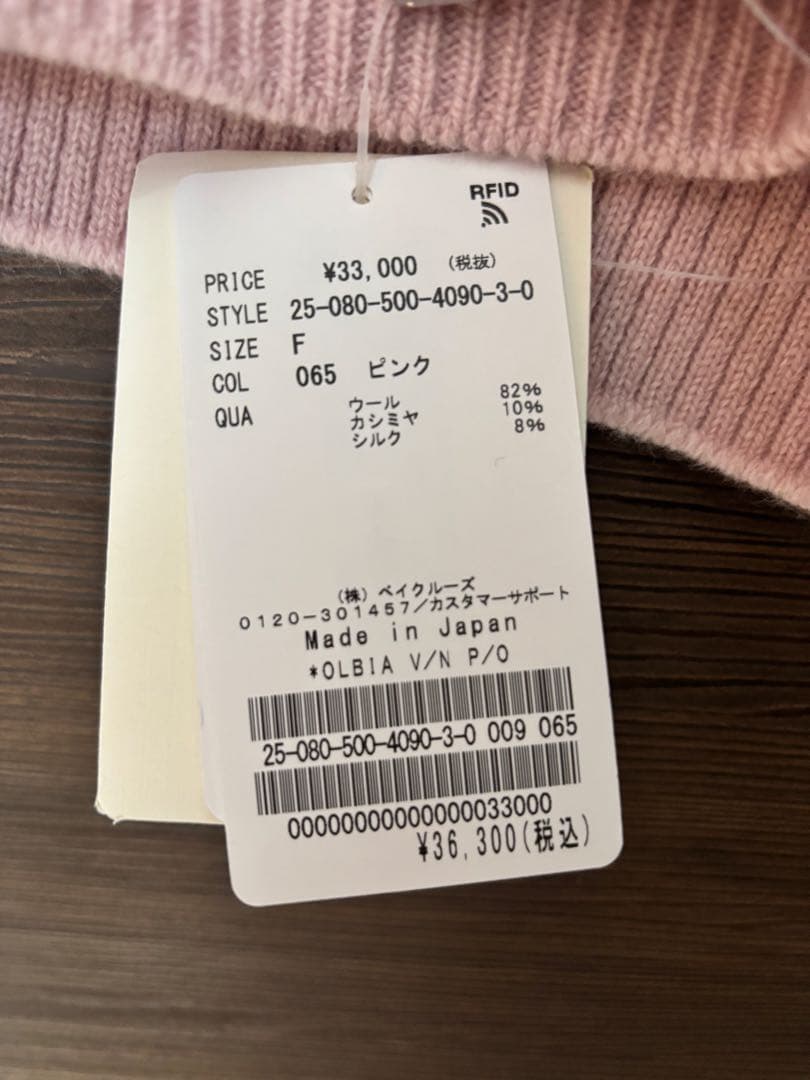 RFID
PRICE ¥33,000 (税抜)
STYLE 25-080-500-4090-3-0
SIZE F
COL 065 ピンク
QUA ウール 82%
カシミヤ 10%
シルク 8%
(株) ベイクルーズ
0120-301457/カスタマーサポート
Made in Japan
*OLBIA V/N P/O
25-080-500-4090-3-0 009 065
00000000000000033000
¥36,300(税込)